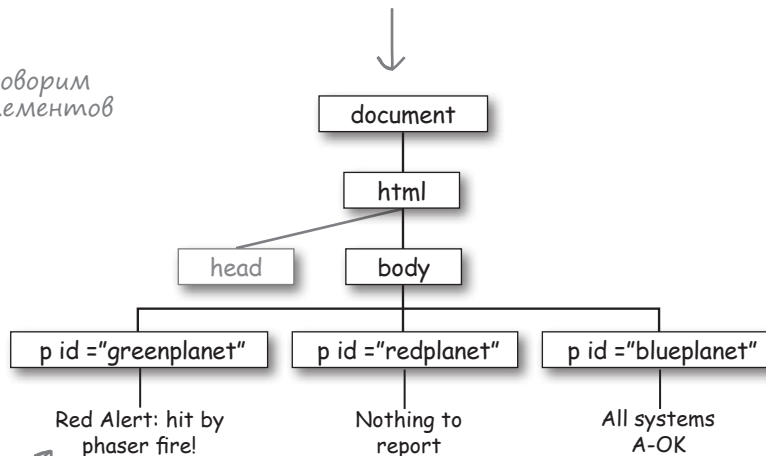 оворим
ементов
document
html
head
body
p id ="greenplanet"
p id ="redplanet"
p id ="blueplanet"
Red Alert: hit by
phaser fire!
Nothing to
report
All systems
A-OK